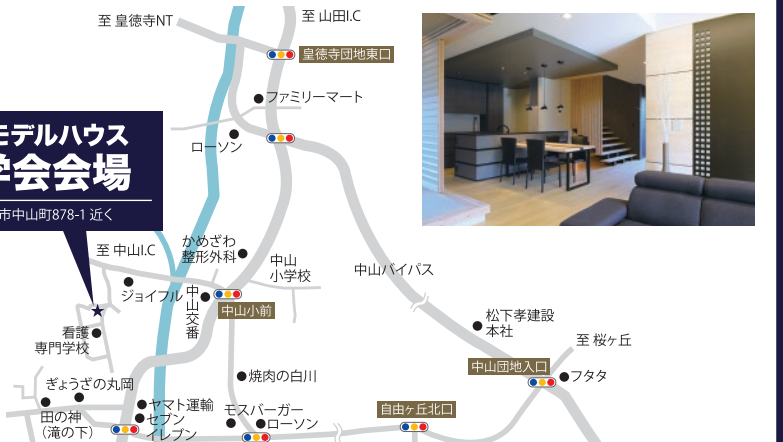 至 皇徳寺NT
至 山田I.C
皇徳寺団地東口
ファミリーマート
ローソン
モデルハウス
学会会場
市中山町878-1 近く
至 中山I.C
かめざわ
整形外科
中山
小学校
中山バイパス
ジョイフル
中山交番
中山小前
看護
専門学校
松下孝建設
本社
至 桜ヶ丘
中山団地入口
フタタ
焼肉の白川
ぎょうざの丸岡
田の神
（滝の下）
ヤマト運輸
セブン
イレブン
モスバーガー
ローソン
自由ヶ丘北口